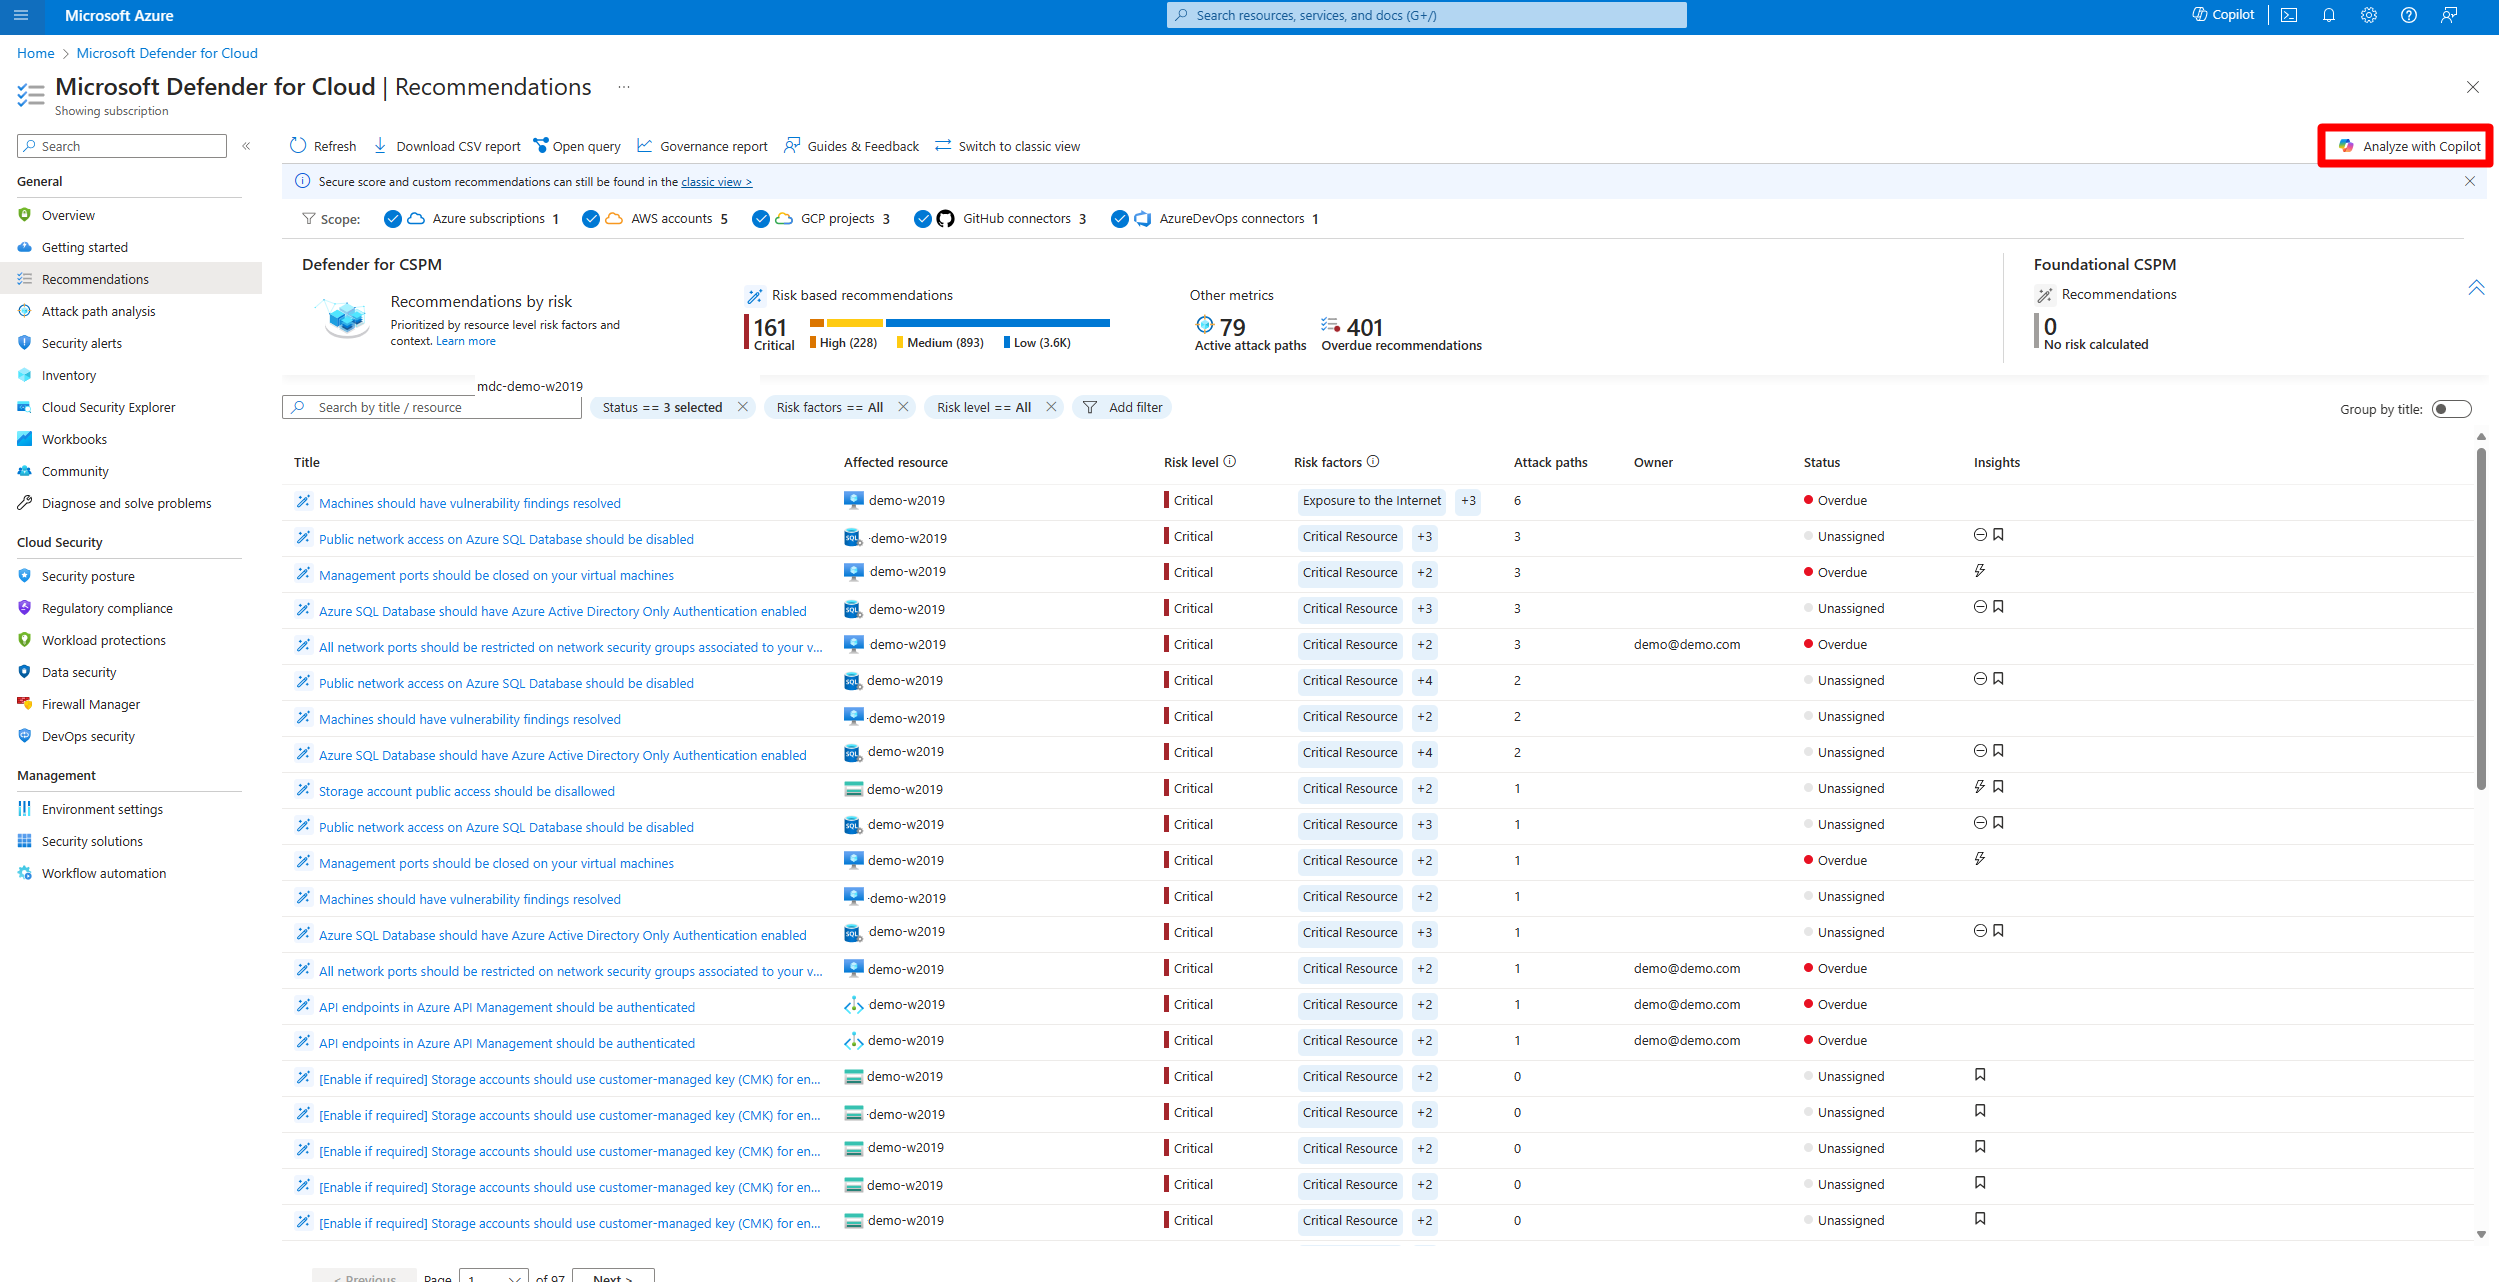 Microsoft Azure
Search resources, services, and docs (G+/)
Copilot
Home > Microsoft Defender for Cloud
Microsoft Defender for Cloud | Recommendations ...
Showing subscription
Search
«
General
Overview
Getting started
Recommendations
Attack path analysis
Security alerts
Inventory
Cloud Security Explorer
Workbooks
Community
Diagnose and solve problems
Cloud Security
Security posture
Regulatory compliance
Workload protections
Data security
Firewall Manager
DevOps security
Management
Environment settings
Security solutions
Workflow automation
Refresh Download CSV report Open query Governance report Guides & Feedback Switch to classic view Analyze with Copilot
Secure score and custom recommendations can still be found in the classic view >
Scope: Azure subscriptions 1 AWS accounts 5 GCP projects 3 GitHub connectors 3 AzureDevOps connectors 1
Defender for CSPM
Recommendations by risk
Prioritized by resource level risk factors and
context. Learn more
Risk based recommendations
161
Critical
High (228) Medium (893) Low (3.6K)
Other metrics
79
Active attack paths
401
Overdue recommendations
Foundational CSPM
Recommendations
0
No risk calculated
mdc-demo-w2019
Search by title / resource Status == 3 selected Risk factors == All Risk level == All Add filter Group by title:
Title Affected resource Risk level Risk factors Attack paths Owner Status Insights
Machines should have vulnerability findings resolved demo-w2019 Critical Exposure to the Internet +3 6 Overdue
Public network access on Azure SQL Database should be disabled demo-w2019 Critical Critical Resource +3 3 Unassigned
Management ports should be closed on your virtual machines demo-w2019 Critical Critical Resource +2 3 Overdue
Azure SQL Database should have Azure Active Directory Only Authentication enabled demo-w2019 Critical Critical Resource +3 3 Unassigned
All network ports should be restricted on network security groups associated to your v... demo-w2019 Critical Critical Resource +2 3 demo@demo.com Overdue
Public network access on Azure SQL Database should be disabled demo-w2019 Critical Critical Resource +4 2 Unassigned
Machines should have vulnerability findings resolved demo-w2019 Critical Critical Resource +2 2 Unassigned
Azure SQL Database should have Azure Active Directory Only Authentication enabled demo-w2019 Critical Critical Resource +4 2 Unassigned
Storage account public access should be disallowed demo-w2019 Critical Critical Resource +2 1 Unassigned
Public network access on Azure SQL Database should be disabled demo-w2019 Critical Critical Resource +3 1 Unassigned
Management ports should be closed on your virtual machines demo-w2019 Critical Critical Resource +2 1 Overdue
Machines should have vulnerability findings resolved demo-w2019 Critical Critical Resource +2 1 Unassigned
Azure SQL Database should have Azure Active Directory Only Authentication enabled demo-w2019 Critical Critical Resource +3 1 Unassigned
All network ports should be restricted on network security groups associated to your v... demo-w2019 Critical Critical Resource +2 1 demo@demo.com Overdue
API endpoints in Azure API Management should be authenticated demo-w2019 Critical Critical Resource +2 1 demo@demo.com Overdue
API endpoints in Azure API Management should be authenticated demo-w2019 Critical Critical Resource +2 1 demo@demo.com Overdue
[Enable if required] Storage accounts should use customer-managed key (CMK) for en... demo-w2019 Critical Critical Resource +2 0 Unassigned
[Enable if required] Storage accounts should use customer-managed key (CMK) for en... demo-w2019 Critical Critical Resource +2 0 Unassigned
[Enable if required] Storage accounts should use customer-managed key (CMK) for en... demo-w2019 Critical Critical Resource +2 0 Unassigned
[Enable if required] Storage accounts should use customer-managed key (CMK) for en... demo-w2019 Critical Critical Resource +2 0 Unassigned
[Enable if required] Storage accounts should use customer-managed key (CMK) for en... demo-w2019 Critical Critical Resource +2 0 Unassigned
< Previous Page 1 of 97 Next >